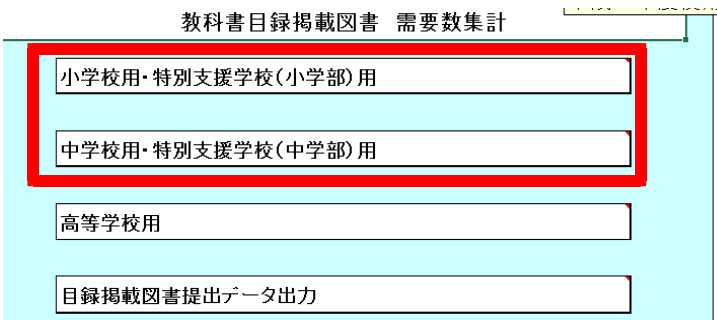 教科書目録掲載図書 需要数集計
小学校用・特別支援学校(小学部)用
中学校用・特別支援学校(中学部)用
高等学校用
目録掲載図書提出データ出力